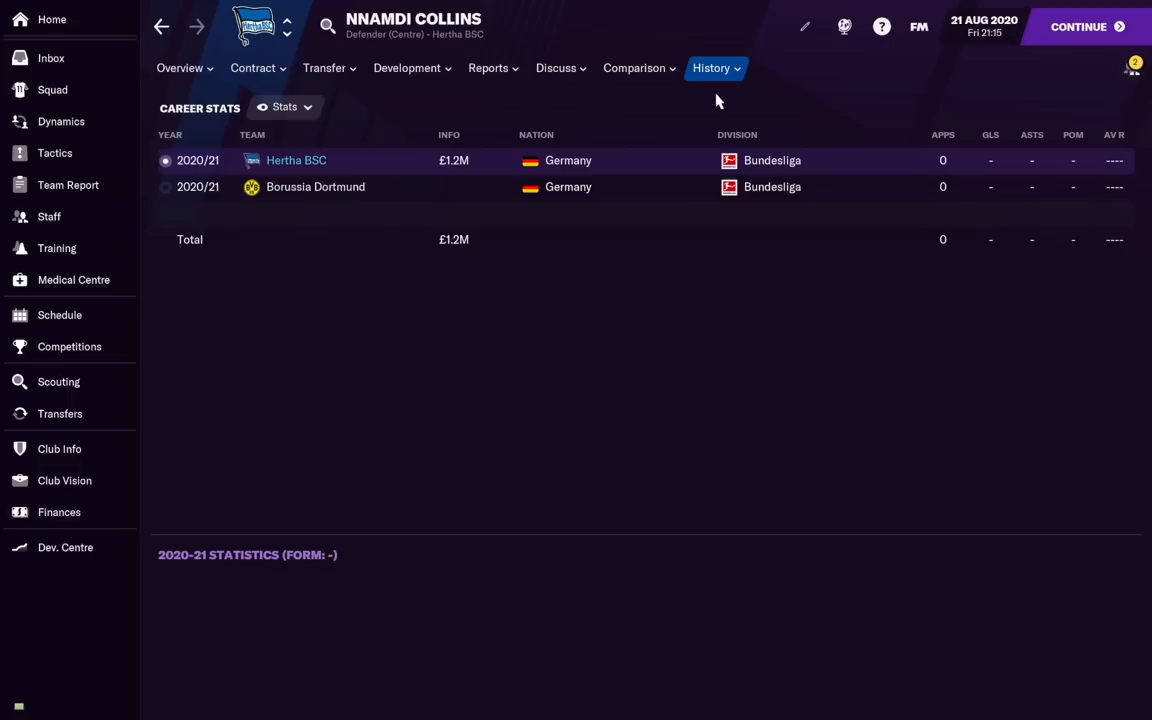 Home
Inbox
Squad
Dynamics
Tactics
Team Report
Staff
Training
Medical Centre
Schedule
Competitions
Scouting
Transfers
Club Info
Club Vision
Finances
Dev. Centre
NNAMDI COLLINS
Defender (Centre) - Hertha BSC
FM
21 AUG 2020
Fri 21:15
CONTINUE
Overview Contract Transfer Development Reports Discuss Comparison History
2
CAREER STATS Stats
YEAR TEAM INFO NATION DIVISION APPS GLS ASTS POM AV R
2020/21 Hertha BSC £1.2M Germany Bundesliga 0 - - - ----
2020/21 Borussia Dortmund Germany Bundesliga 0 - - - ----
Total £1.2M 0 - - - ----
2020-21 STATISTICS (FORM: -)